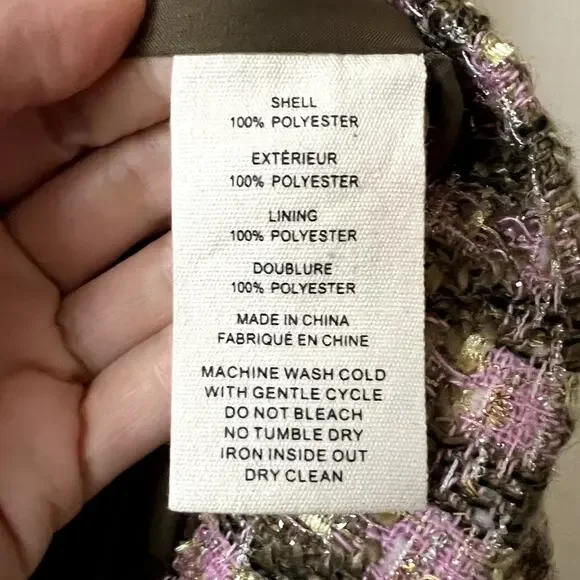 SHELL
100% POLYESTER
EXTÉRIEUR
100% POLYESTER
LINING
100% POLYESTER
DOUBLURE
100% POLYESTER
MADE IN CHINA
FABRIQUÉ EN CHINE
MACHINE WASH COLD
WITH GENTLE CYCLE
DO NOT BLEACH
NO TUMBLE DRY
IRON INSIDE OUT
DRY CLEAN